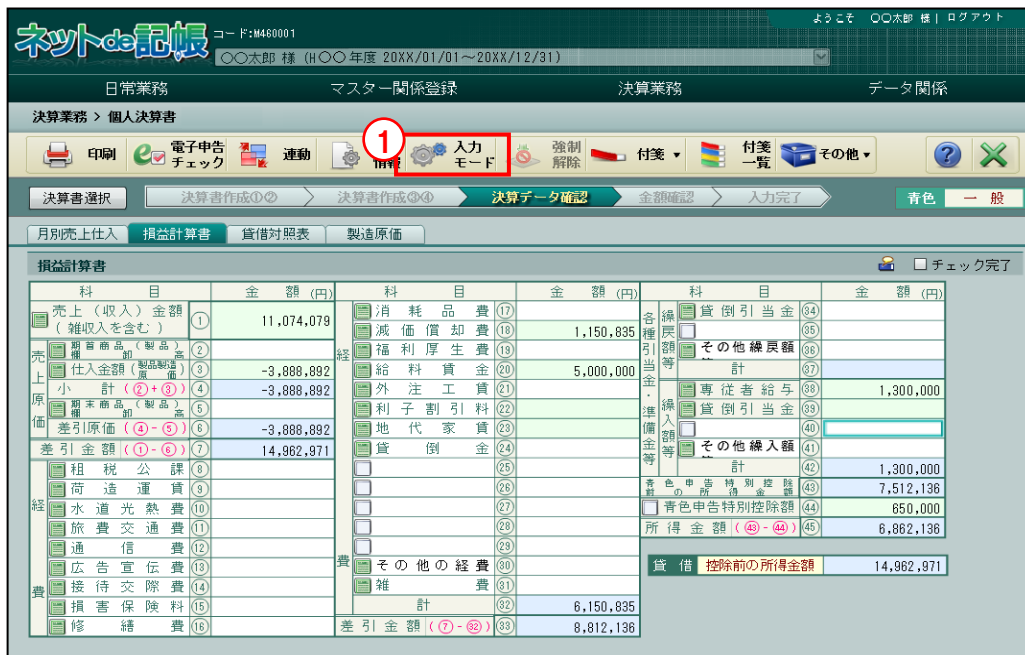 ようこそ 〇〇太郎 様 | ログアウト
ネットde記帳 コード:M460001
〇〇太郎 様 (H〇〇年度 20XX/01/01～20XX/12/31)
日常業務 マスター関係登録 決算業務 データ関係
決算業務 > 個人決算書
印刷 電子申告チェック 連動 情報 ① 入力モード 強制解除 付箋 ▼ 付箋一覧 その他 ▼ ?
決算書選択 決算書作成①② 決算書作成③④ 決算データ確認 金額確認 入力完了 青色 一般
月別売上仕入 損益計算書 貸借対照表 製造原価
損益計算書 チェック完了
科目 金額 (円)
売上(収入)金額(雑収入を含む) ① 11,074,079
売上原価
期首商品(製品)棚卸高 ②
仕入金額(製品製造原価) ③ -3,888,892
小計(②+③) ④ -3,888,892
期末商品(製品)棚卸高 ⑤
差引原価(④-⑤) ⑥ -3,888,892
差引金額(①-⑥) ⑦ 14,962,971
経費
租税公課 ⑧
荷造運賃 ⑨
水道光熱費 ⑩
旅費交通費 ⑪
通信費 ⑫
広告宣伝費 ⑬
接待交際費 ⑭
損害保険料 ⑮
修繕費 ⑯
科目 金額 (円)
経費
消耗品費 ⑰
減価償却費 ⑱ 1,150,835
福利厚生費 ⑲
給料賃金 ⑳ 5,000,000
外注工賃 ㉑
利子割引料 ㉒
地代家賃 ㉓
貸倒金 ㉔
㉕
㉖
㉗
㉘
㉙
その他の経費 ㉚
雑費 ㉛
計 ㉜ 6,150,835
差引金額(⑦-㉜) ㉝ 8,812,136
科目 金額 (円)
各種引当金・準備金等
繰戻額等
貸倒引当金 ㉞
㉟
その他繰戻額 ㊱
計 ㊲
繰入額等
専従者給与 ㊳ 1,300,000
貸倒引当金 ㊴
㊵
その他繰入額 ㊶
計 ㊷ 1,300,000
青色申告特別控除前の所得金額 ㊸ 7,512,136
青色申告特別控除額 ㊹ 650,000
所得金額(㊸-㊹) ㊺ 6,862,136
貸借 控除前の所得金額 14,962,971